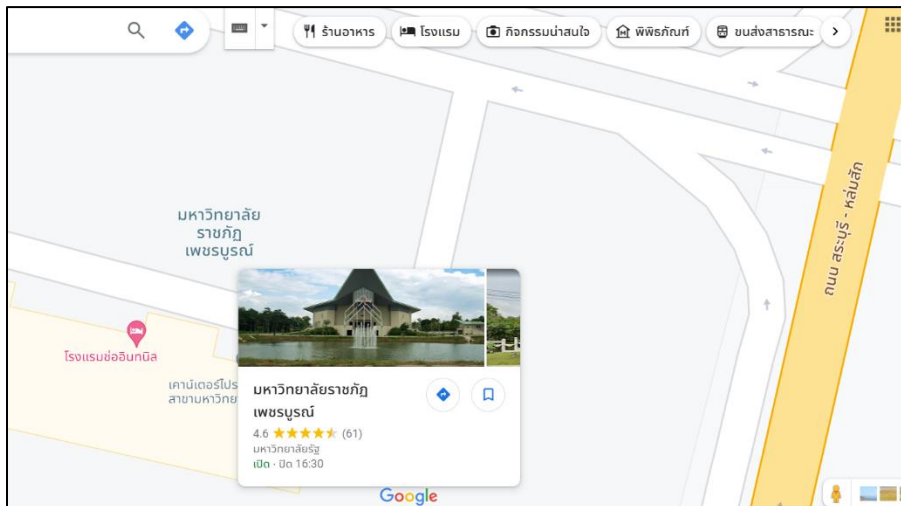 ร้านอาหาร
โรงแรม
กิจกรรมน่าสนใจ
พิพิธภัณฑ์
ขนส่งสาธารณะ
ถนน สระบุรี - หล่มสัก
มหาวิทยาลัย
ราชภัฏ
เพชรบูรณ์
โรงแรมช่ออินทนิล
เคาน์เตอร์ไปร
สาขามหาวิทย
มหาวิทยาลัยราชภัฏ
เพชรบูรณ์
4.6 (61)
มหาวิทยาลัยรัฐ
เปิด · ปิด 16:30
Google